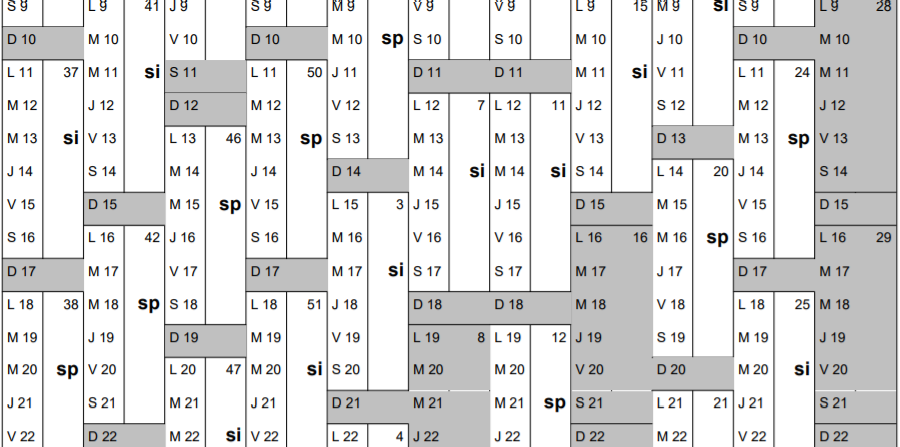 S 9 L 9 41 J 9 S 9 M 9 V 9 V 9 L 9 15 M 9 si S 9 L 9 28
D 10 M 10 V 10 D 10 M 10 sp S 10 S 10 M 10 J 10 D 10 M 10
L 11 37 M 11 si S 11 L 11 50 J 11 D 11 D 11 M 11 si V 11 L 11 24 M 11
M 12 J 12 D 12 M 12 V 12 L 12 7 L 12 11 J 12 S 12 M 12 J 12
M 13 si V 13 L 13 46 M 13 sp S 13 M 13 M 13 V 13 D 13 M 13 sp V 13
J 14 S 14 M 14 J 14 D 14 M 14 si M 14 si S 14 L 14 20 J 14 S 14
V 15 D 15 M 15 sp V 15 L 15 3 J 15 J 15 D 15 M 15 V 15 D 15
S 16 L 16 42 J 16 S 16 M 16 V 16 V 16 L 16 16 M 16 sp S 16 L 16 29
D 17 M 17 V 17 D 17 M 17 si S 17 S 17 M 17 J 17 D 17 M 17
L 18 38 M 18 sp S 18 L 18 51 J 18 D 18 D 18 M 18 V 18 L 18 25 M 18
M 19 J 19 D 19 M 19 V 19 L 19 8 L 19 12 J 19 S 19 M 19 J 19
M 20 sp V 20 L 20 47 M 20 si S 20 M 20 M 20 V 20 D 20 M 20 si V 20
J 21 S 21 M 21 J 21 D 21 M 21 M 21 sp S 21 L 21 21 J 21 S 21
V 22 D 22 M 22 si V 22 L 22 4 J 22 J 22 D 22 M 22 V 22 D 22